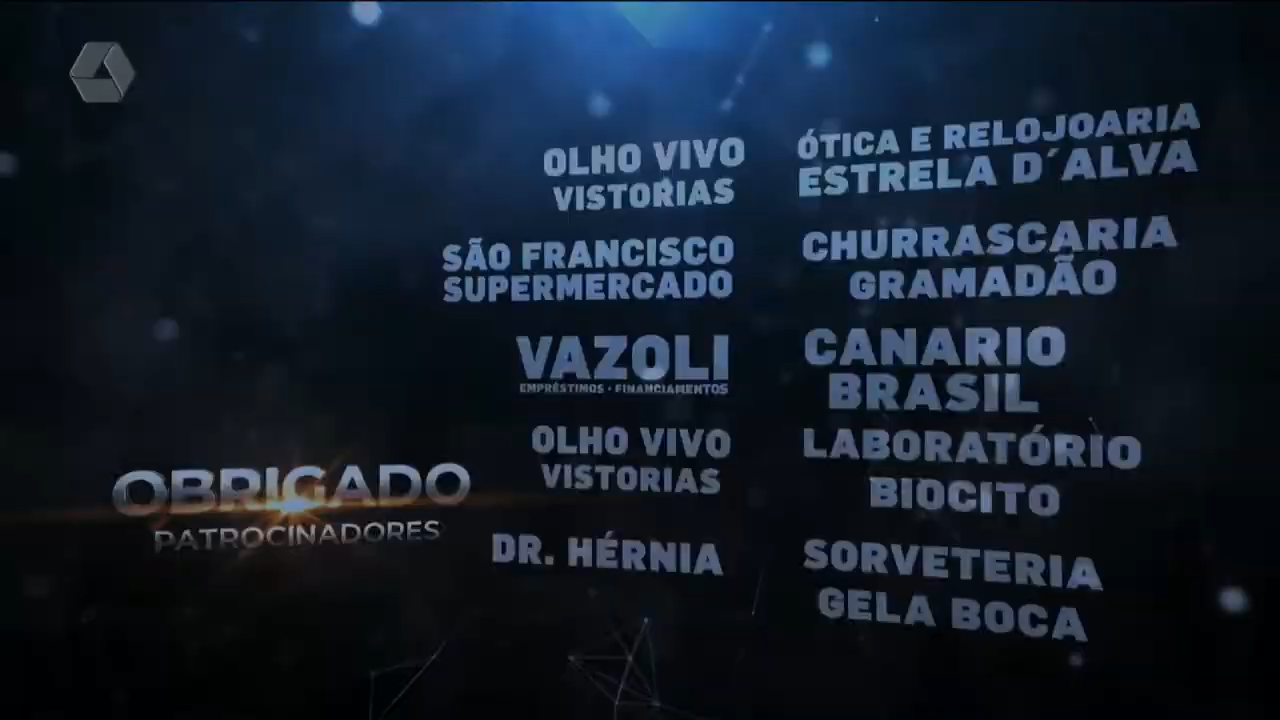 OLHO VIVO
VISTORIAS
SÃO FRANCISCO
SUPERMERCADO
VAZOLI
EMPRÉSTIMOS • FINANCIAMENTOS
OLHO VIVO
VISTORIAS
DR. HÉRNIA
ÓTICA E RELOJOARIA
ESTRELA D´ALVA
CHURRASCARIA
GRAMADÃO
CANARIO
BRASIL
LABORATÓRIO
BIOCITO
SORVETERIA
GELA BOCA
OBRIGADO
PATROCINADORES